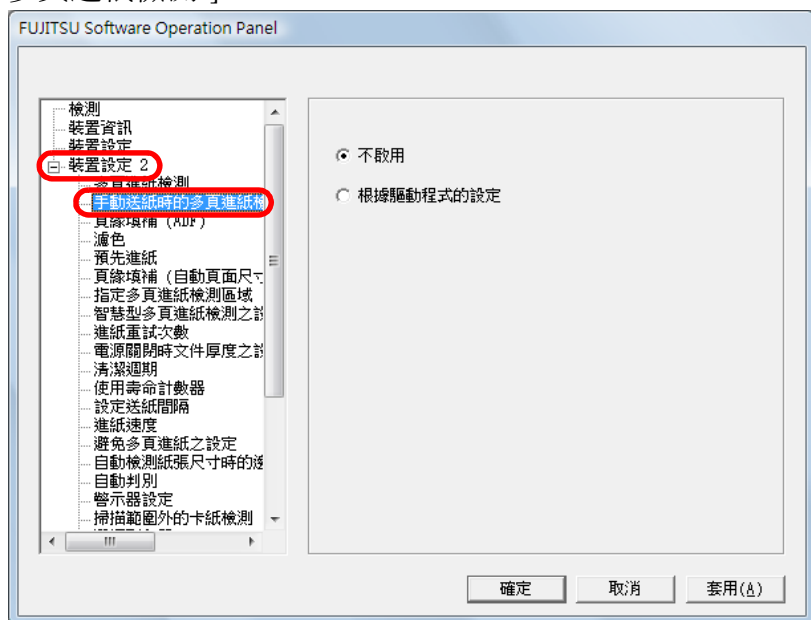 FUJITSU Software Operation Panel
檢測
裝置資訊
裝置設定
裝置設定 2
多頁進紙檢測
手動送紙時的多頁進紙檢
頁緣填補 (ADF)
濾色
預先進紙
頁緣填補 (自動頁面尺寸
指定多頁進紙檢測區域
智慧型多頁進紙檢測之設
進紙重試次數
電源關閉時文件厚度之設
清潔週期
使用壽命計數器
設定送紙間隔
進紙速度
避免多頁進紙之設定
自動檢測紙張尺寸時的
自動判別
警示器設定
掃描範圍外的卡紙檢測
不啟用
根據驅動程式的設定
確定
取消
套用(A)